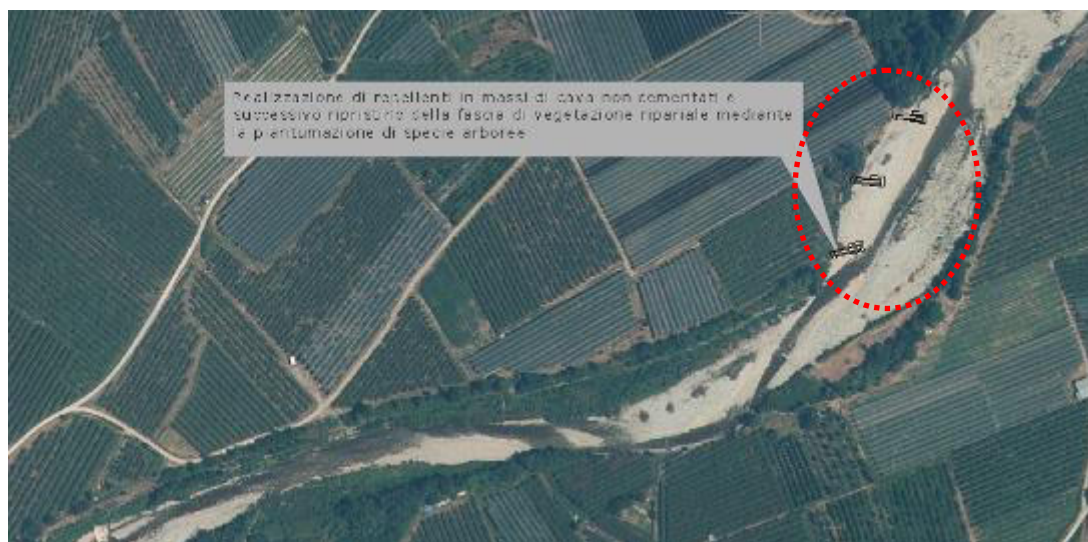 Realizzazione di repellenti in massi di cava non cementati e
successivo ripristino della fascia di vegetazione ripariale mediante
la piantumazione di specie arboree